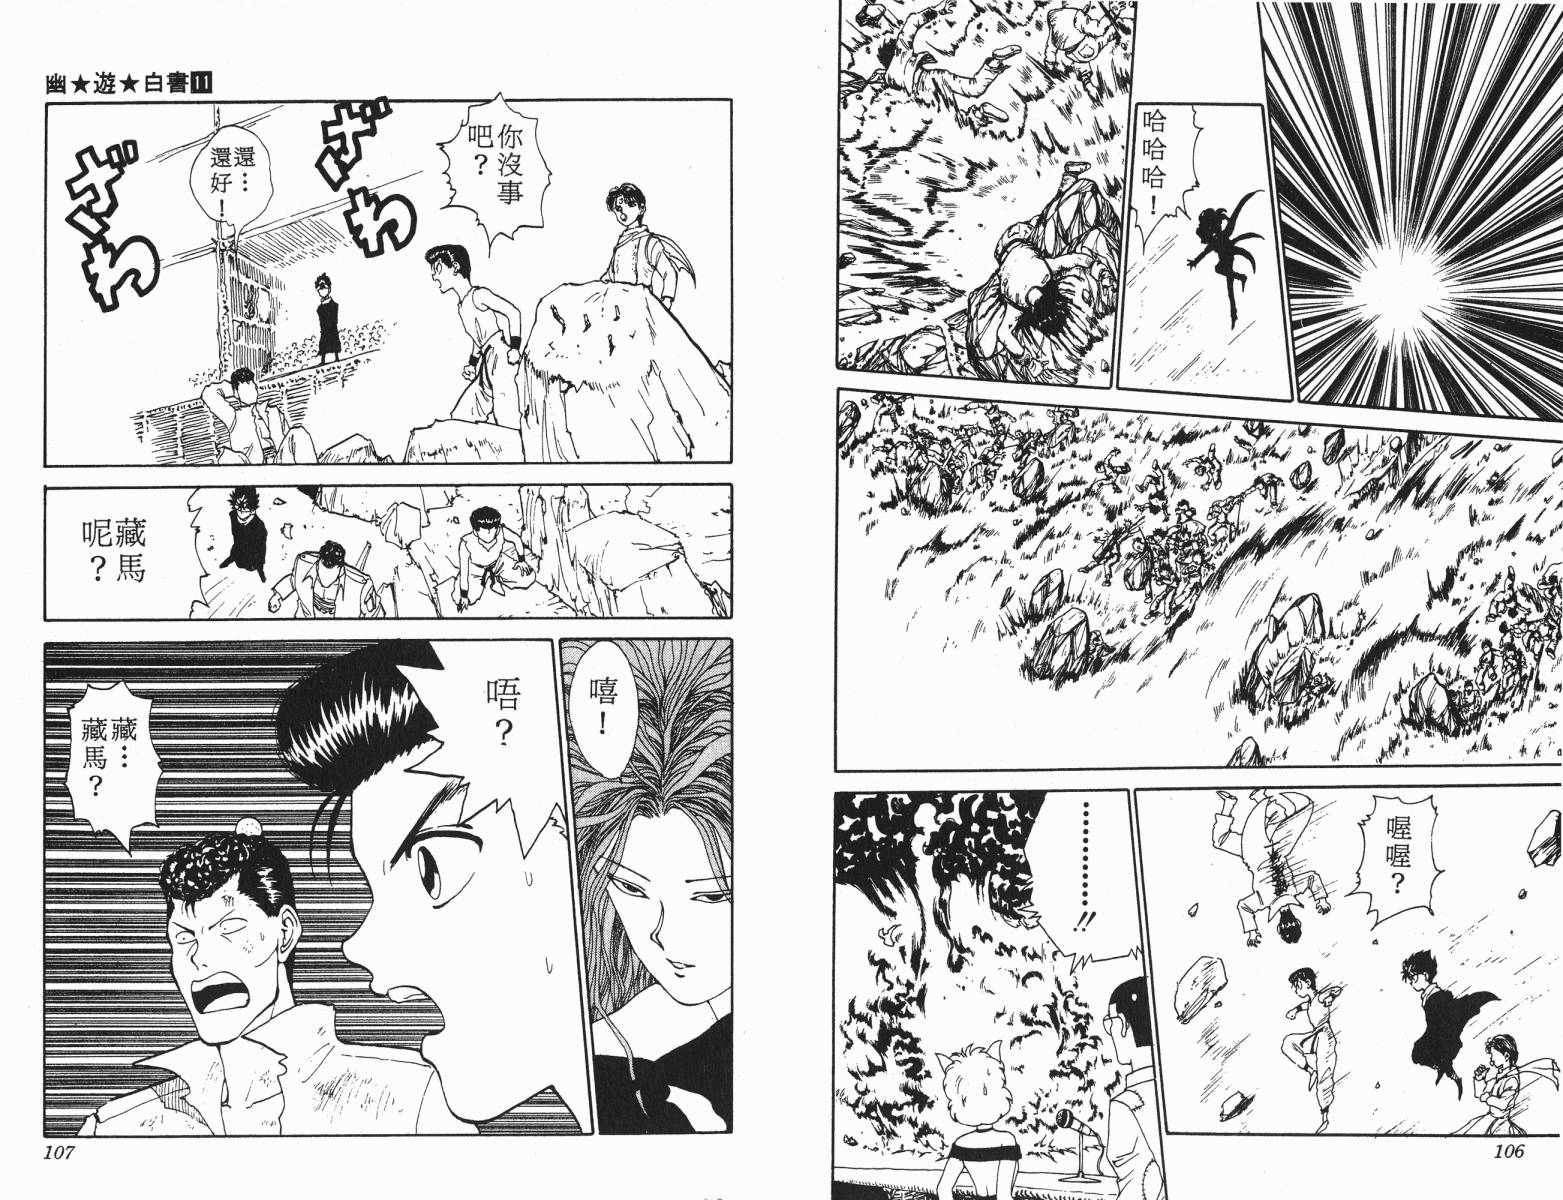 哈哈哈！
喔喔？
⋯⋯⋯⋯!!
106
幽★遊★白書11
你沒事
吧？
ざわ
還⋯
還好！
ざわ
藏馬
呢？
嘻！
唔？
藏⋯
藏馬？
107